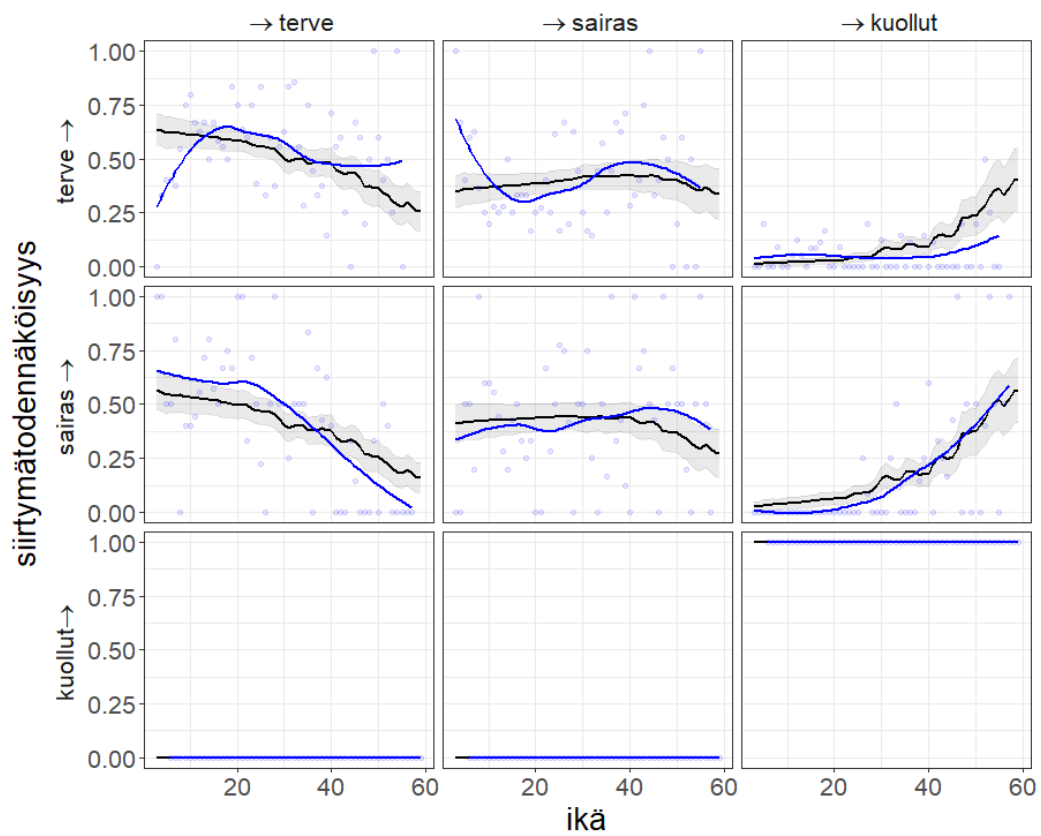 → terve
→ sairas
→ kuollut
siirtymätodennäköisyys
terve →
1.00
0.75
0.50
0.25
0.00
sairas →
1.00
0.75
0.50
0.25
0.00
kuollut→
1.00
0.75
0.50
0.25
0.00
20 40 60 20 40 60 20 40 60
ikä